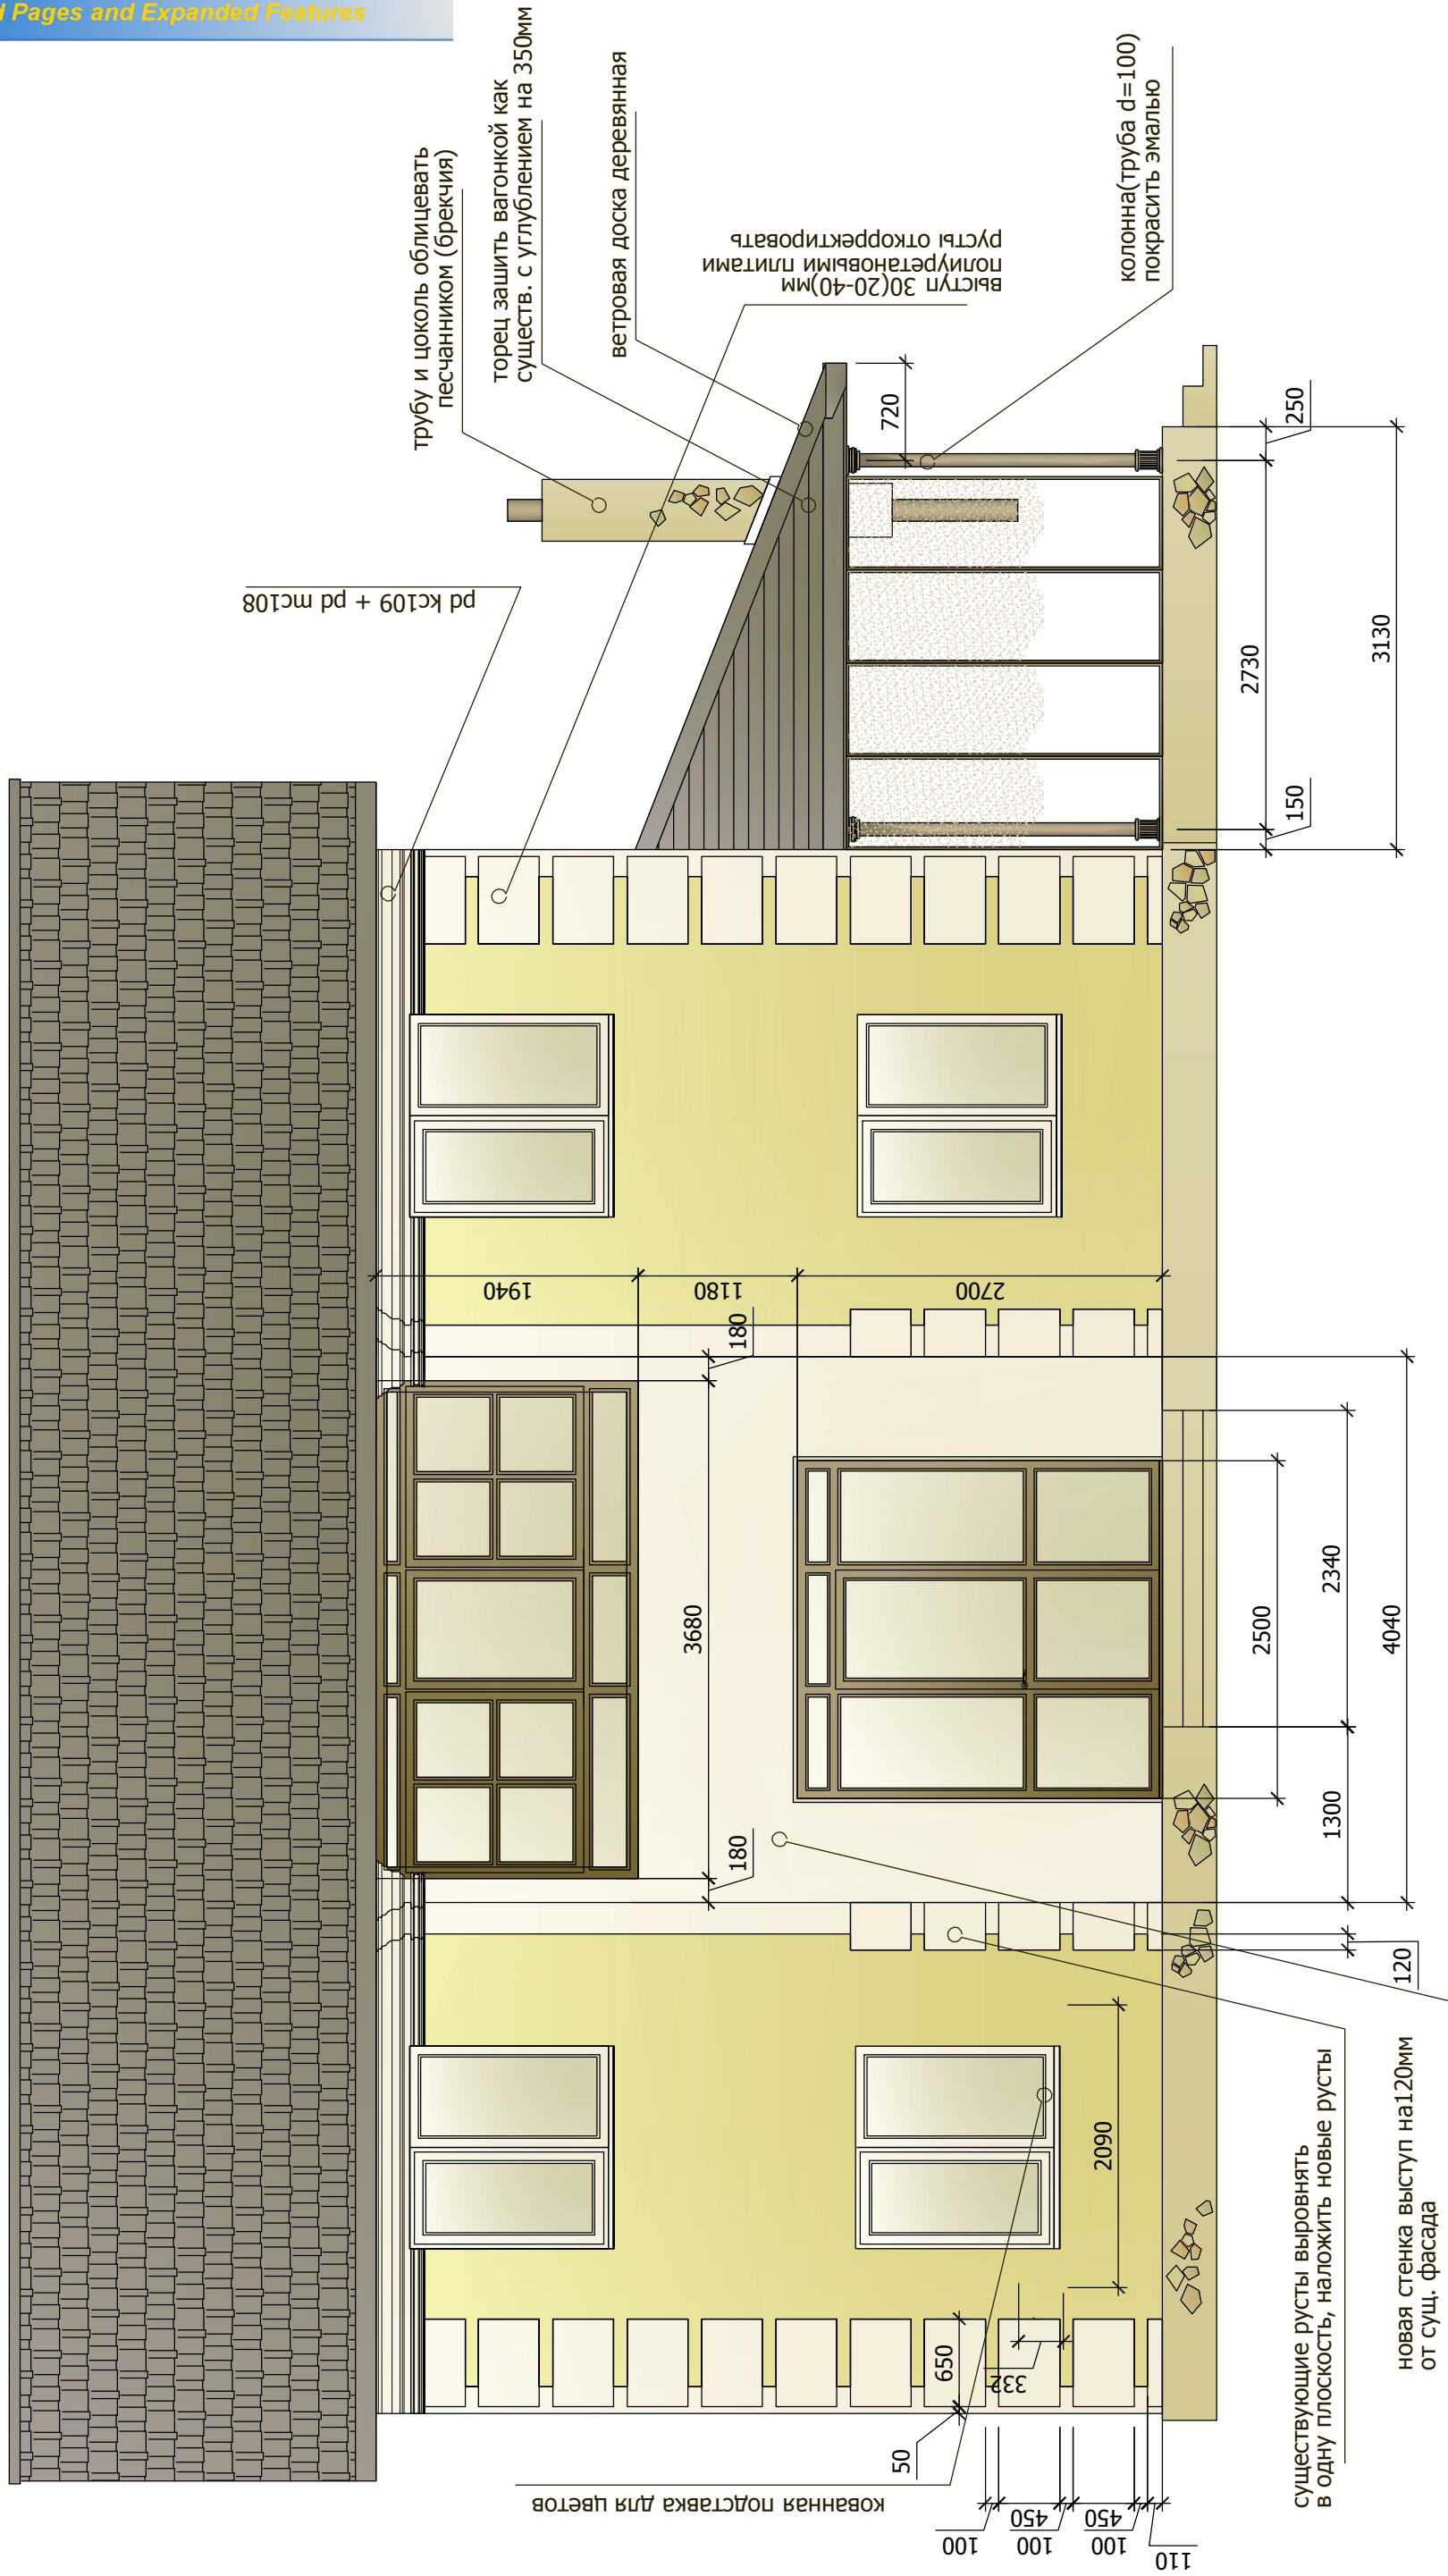 d Pages and Expanded Features
трубу и цоколь облицевать
песчанником (брекчия)
торец зашить вагонкой как
существ. с углублением на 350мм
ветровая доска деревянная
выступ 30(20-40)мм
полиуретановыми плитами
русты откорректировать
колонна(труба d=100)
покрасить эмалью
pd kc109 + pd mc108
720
250
2730
3130
150
1940
1180
2700
180
3680
180
2500
2340
4040
1300
120
2090
332
650
50
кованная подставка для цветов
100
450
100
450
100
110
существующие русты выровнять
в одну плоскость, наложить новые русты
новая стенка выступ на120мм
от сущ. фасада